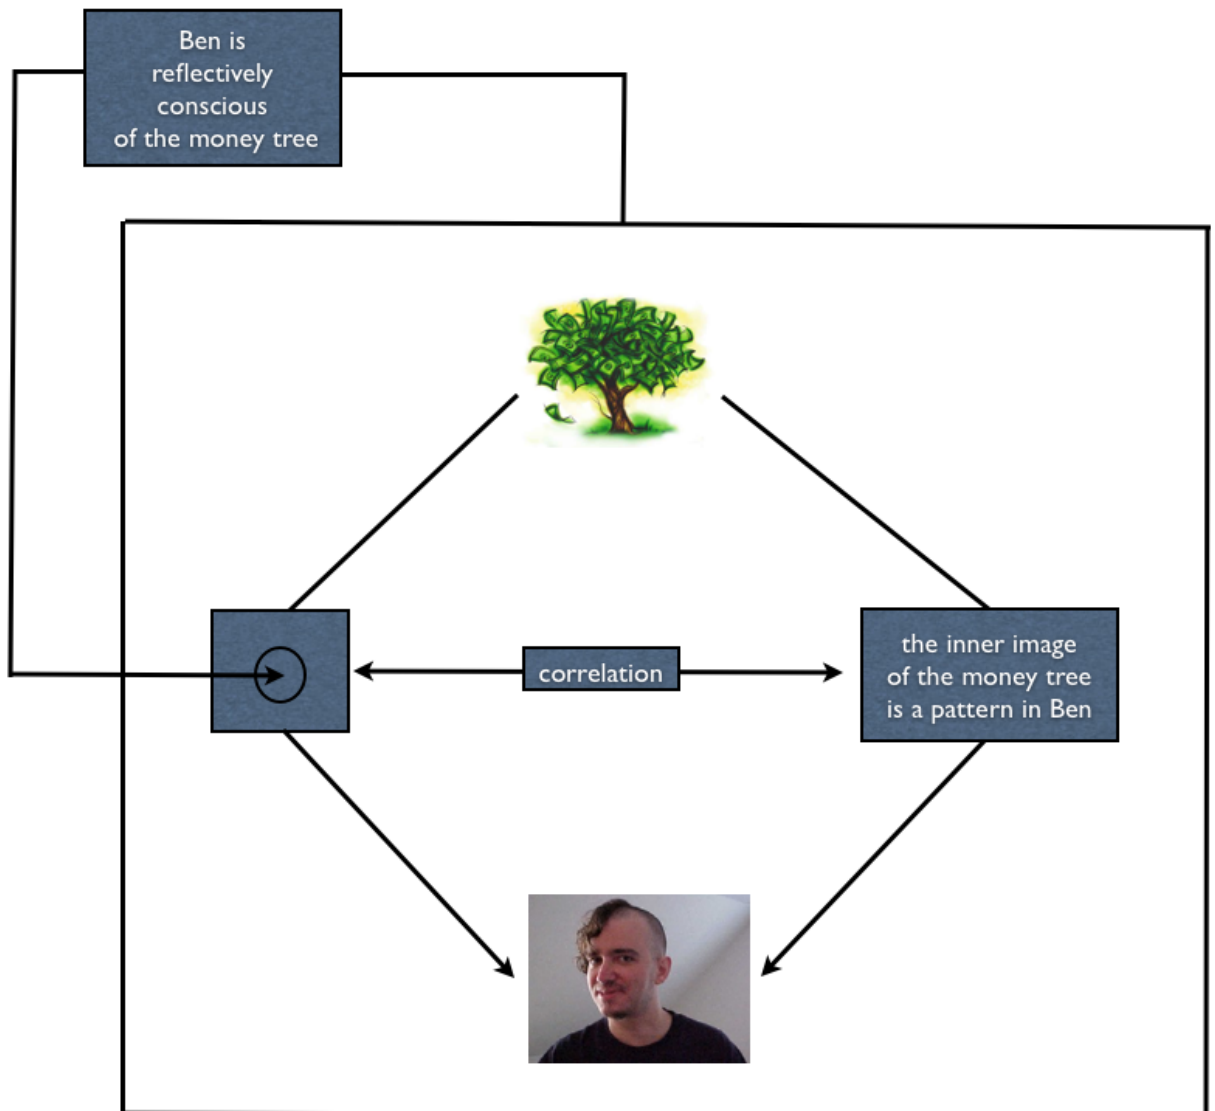 Ben is
reflectively
conscious
of the money tree
correlation
the inner image
of the money tree
is a pattern in Ben